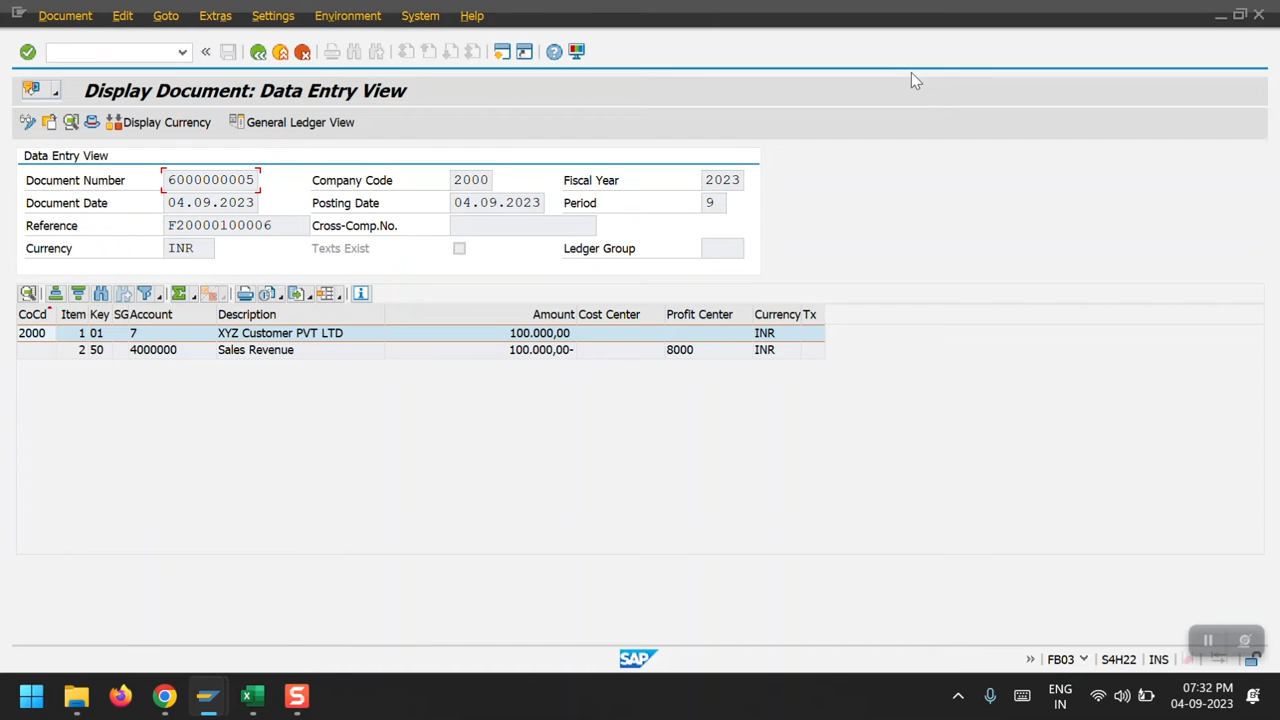 Document Edit Goto Extras Settings Environment System Help
Display Document: Data Entry View
Display Currency General Ledger View
Data Entry View
Document Number 6000000005 Company Code 2000 Fiscal Year 2023
Document Date 04.09.2023 Posting Date 04.09.2023 Period 9
Reference F20000100006 Cross-Comp.No.
Currency INR Texts Exist Ledger Group
CoCd Item Key SG Account Description Amount Cost Center Profit Center Currency Tx
2000 1 01 7 XYZ Customer PVT LTD 100.000,00 INR
2 50 4000000 Sales Revenue 100.000,00- 8000 INR
SAP FB03 S4H22 INS
ENG 07:32 PM
IN 04-09-2023